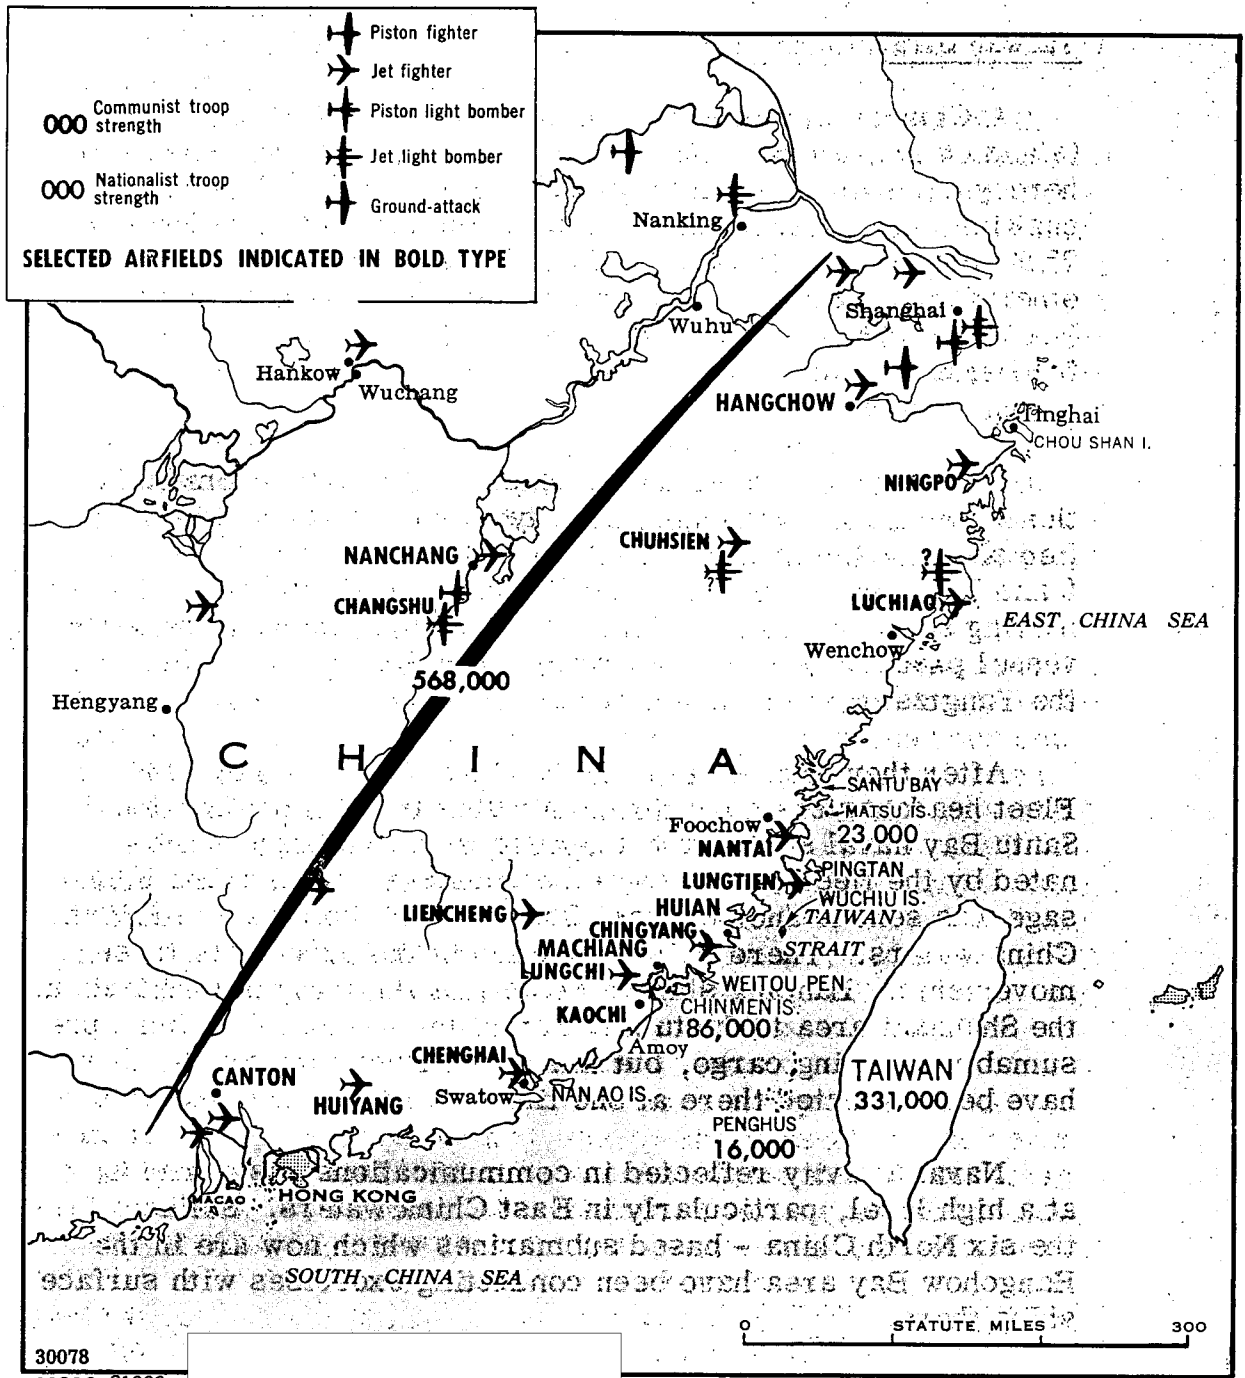 Piston fighter
Jet fighter
Communist troop
strength
Piston light bomber
Jet light bomber
Nationalist troop
strength
Ground-attack
SELECTED AIRFIELDS INDICATED IN BOLD TYPE
Nanking
Wuhu
Shanghai
Hankow
Wuchang
HANGCHOW
Tinghai
CHOU SHAN I.
NINGPO
CHUHSIEN
NANCHANG
?
?
CHANGSHU
LUCHIAO
EAST CHINA SEA
Wenchow
568,000
Hengyang
CHINA
SANTU BAY
MATSU IS.
23,000
Foochow
NANTAI
PINGTAN
LUNGTIEN
WUCHIU IS.
HUIAN
LIENCHENG
TAIWAN
STRAIT
CHINGYANG
MACHIANG
LUNGCHI
WEITOU PEN.
CHINMEN IS.
86,000
KAOCHI
Amoy
CHENGHAI
TAIWAN
331,000
CANTON
HUIYANG
Swatow
NAN AO IS.
PENGHUS
16,000
MACAO
HONG KONG
SOUTH CHINA SEA
0 STATUTE MILES 300
30078